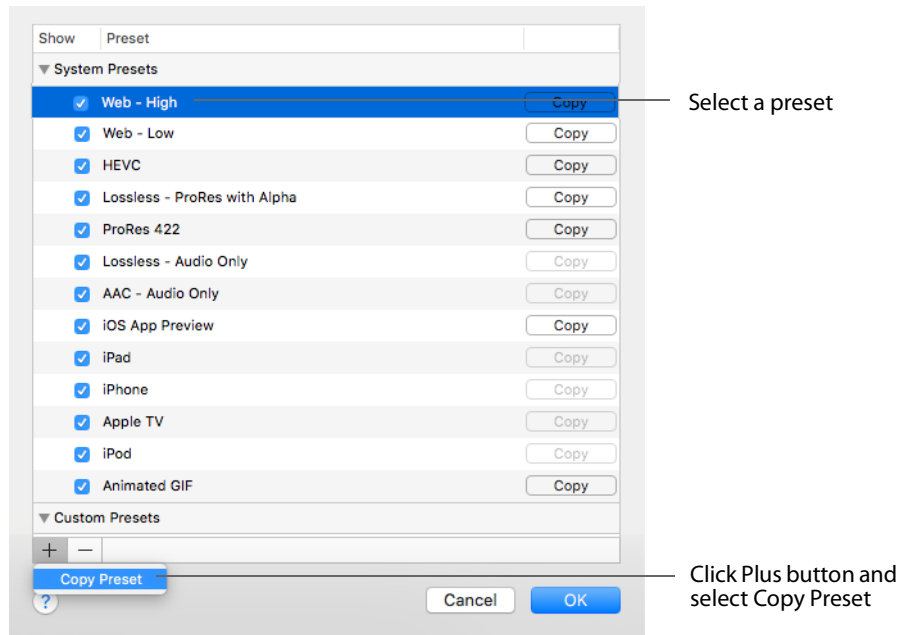 Show Preset
System Presets
Web - High Copy
Select a preset
Web - Low Copy
HEVC Copy
Lossless - ProRes with Alpha Copy
ProRes 422 Copy
Lossless - Audio Only Copy
AAC - Audio Only Copy
iOS App Preview Copy
iPad Copy
iPhone Copy
Apple TV Copy
iPod Copy
Animated GIF Copy
Custom Presets
+ −
Copy Preset
Click Plus button and
select Copy Preset
? Cancel OK